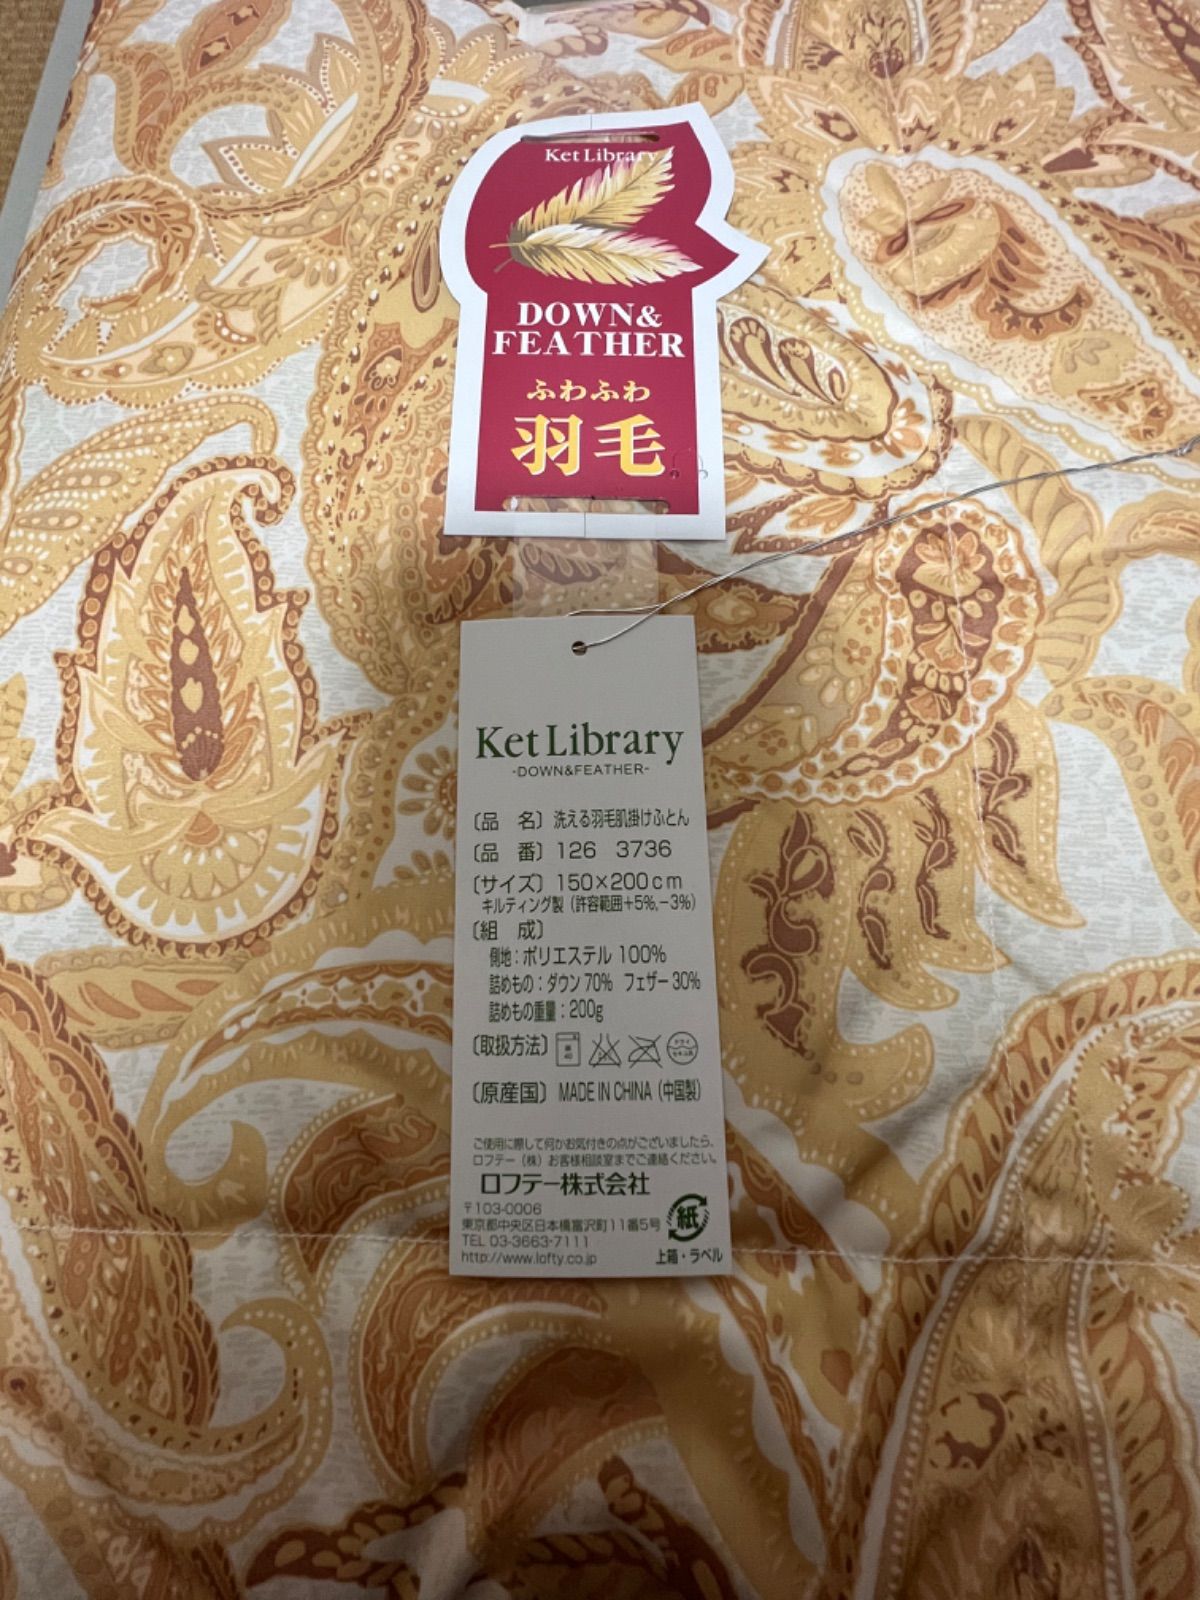 Ket Library
DOWN&
FEATHER
ふわふわ
羽毛
Ket Library
-DOWN&FEATHER-
〔品 名〕洗える羽毛肌掛けふとん
〔品 番〕126 3736
〔サイズ〕150×200cm
キルティング製（許容範囲+5%,−3%）
〔組 成〕
側地：ポリエステル 100%
詰めもの：ダウン 70% フェザー 30%
詰めもの重量：200g
〔取扱方法〕
〔原産国〕MADE IN CHINA（中国製）
ご使用に際して何かお気付きの点がございましたら、
ロフテー（株）お客様相談室までご連絡ください。
ロフテー株式会社
〒103-0006
東京都中央区日本橋富沢町11番5号
TEL 03-3663-7111
http://www.lofty.co.jp
紙
上箱・ラベル